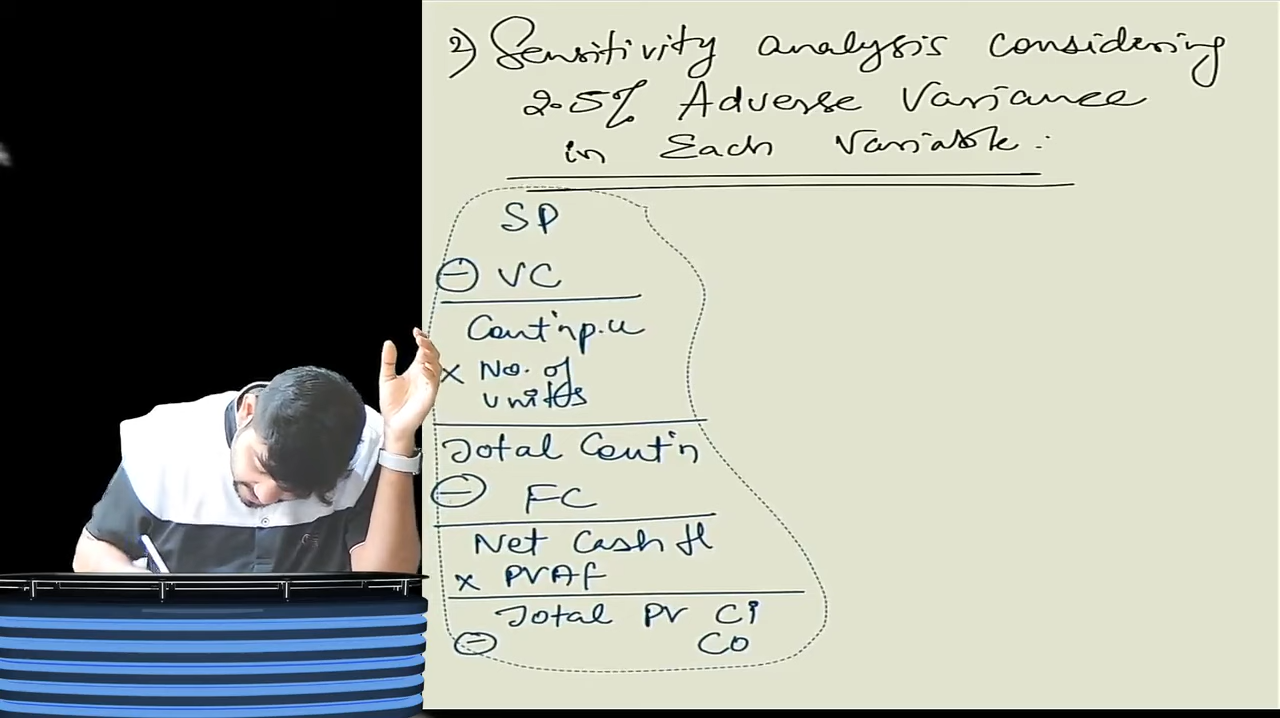 2) Sensitivity analysis considering
2.5% Adverse Variance
in Each Variable:
SP
⊖ VC
Cont'n p.u
x No. of
units
Total Cont'n
⊖ FC
Net Cash fl
x PVAF
Total PV CI
⊖ CO